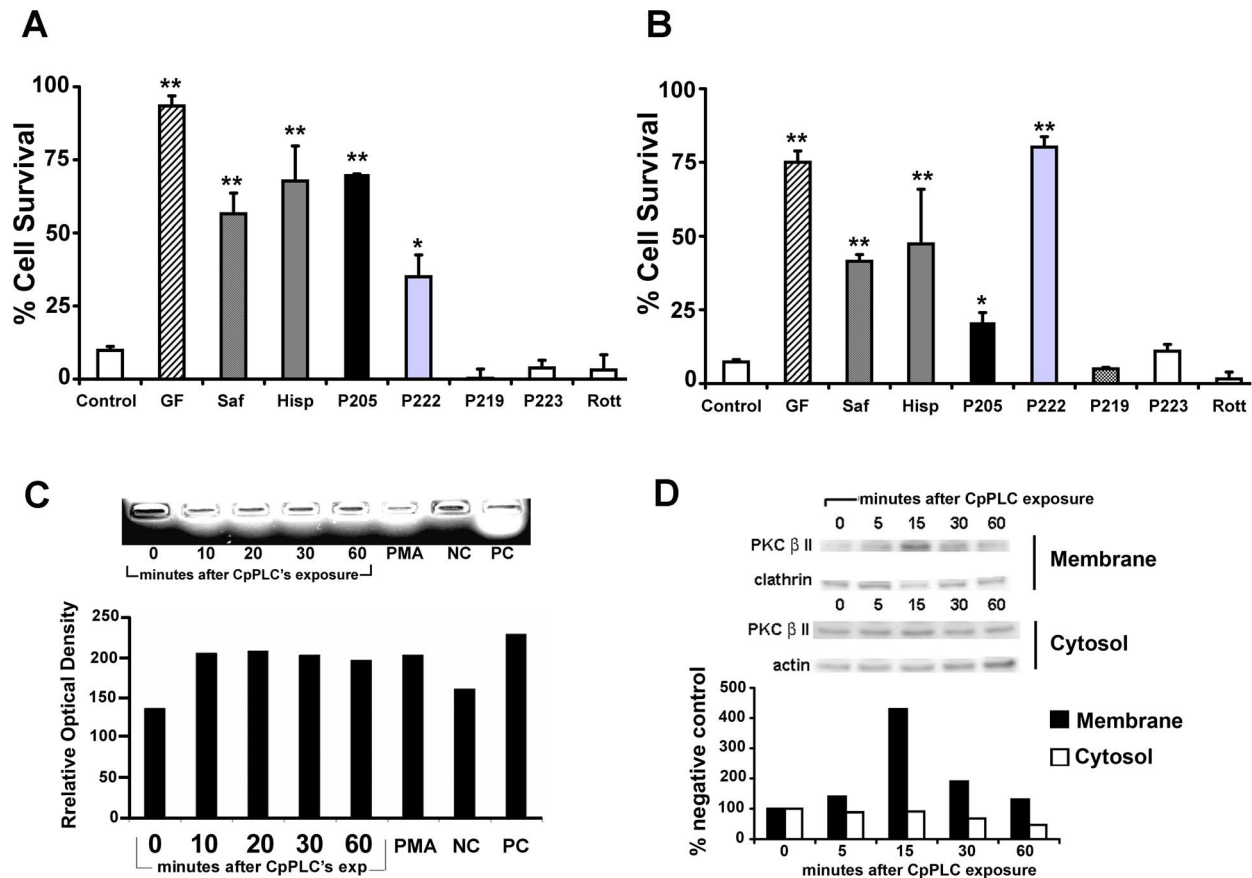 A
% Cell Survival
100
75
50
25
0
** ** ** ** *
Control GF Saf Hisp P205 P222 P219 P223 Rott
B
% Cell Survival
100
75
50
25
0
** ** ** * **
Control GF Saf Hisp P205 P222 P219 P223 Rott
C
0 10 20 30 60 PMA NC PC
minutes after CpPLC's exposure
Rrelative Optical Density
250
200
150
100
50
0
0 10 20 30 60 PMA NC PC
minutes after CpPLC's exp
D
minutes after CpPLC exposure
0 5 15 30 60
PKC β II
clathrin
Membrane
0 5 15 30 60
PKC β II
actin
Cytosol
% negative control
500
400
300
200
100
0
Membrane
Cytosol
0 5 15 30 60
minutes after CpPLC exposure